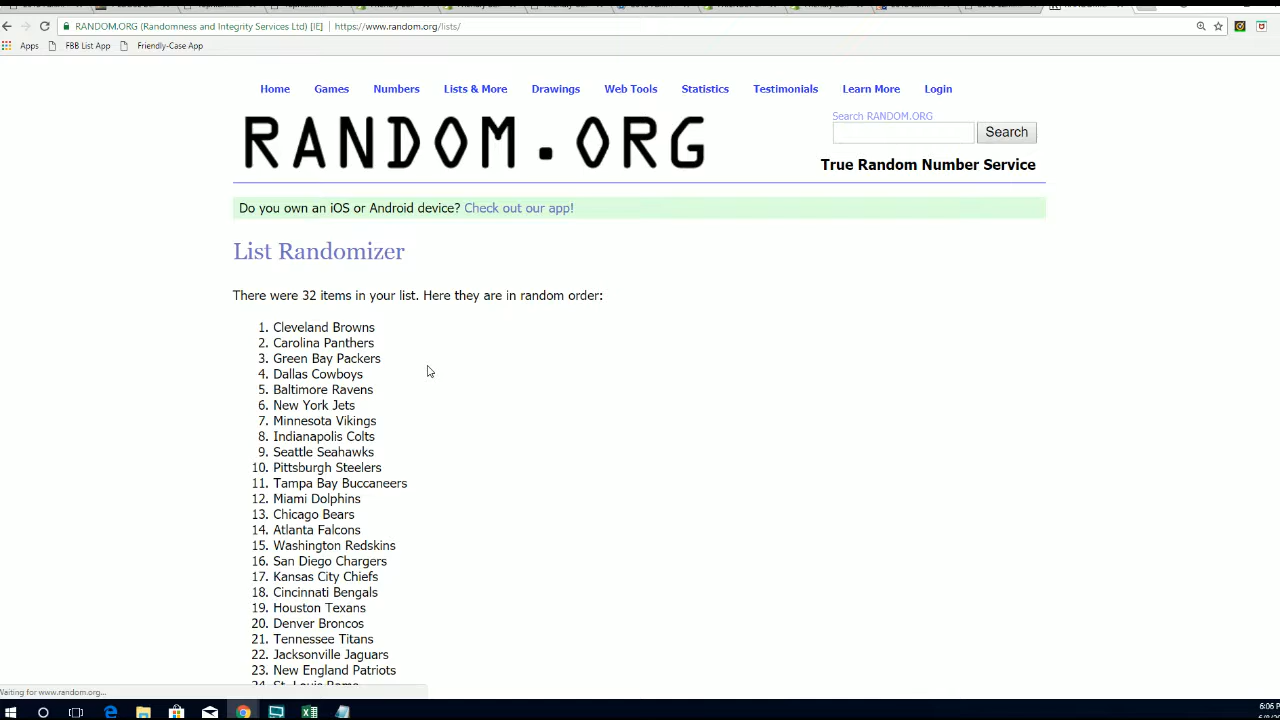 RANDOM.ORG (Randomness and Integrity Services Ltd) [IE] | https://www.random.org/lists/
Apps FBB List App Friendly-Case App
Home Games Numbers Lists & More Drawings Web Tools Statistics Testimonials Learn More Login
RANDOM.ORG
Search RANDOM.ORG
Search
True Random Number Service
Do you own an iOS or Android device? Check out our app!
List Randomizer
There were 32 items in your list. Here they are in random order:
1. Cleveland Browns
2. Carolina Panthers
3. Green Bay Packers
4. Dallas Cowboys
5. Baltimore Ravens
6. New York Jets
7. Minnesota Vikings
8. Indianapolis Colts
9. Seattle Seahawks
10. Pittsburgh Steelers
11. Tampa Bay Buccaneers
12. Miami Dolphins
13. Chicago Bears
14. Atlanta Falcons
15. Washington Redskins
16. San Diego Chargers
17. Kansas City Chiefs
18. Cincinnati Bengals
19. Houston Texans
20. Denver Broncos
21. Tennessee Titans
22. Jacksonville Jaguars
23. New England Patriots
24. St. Louis Rams
Waiting for www.random.org...
6:06 P